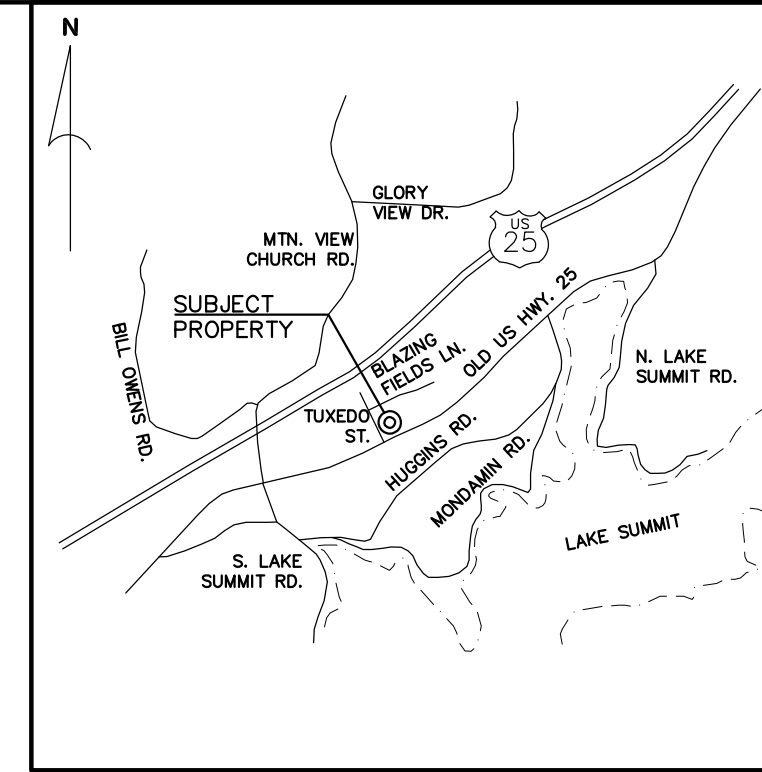 N
GLORY
VIEW DR.
US
25
MTN. VIEW
CHURCH RD.
SUBJECT
PROPERTY
BLAZING
FIELDS LN.
OLD US HWY. 25
BILL OWENS RD.
N. LAKE
SUMMIT RD.
TUXEDO
ST.
HUGGINS RD.
MONDAMIN RD.
LAKE SUMMIT
S. LAKE
SUMMIT RD.